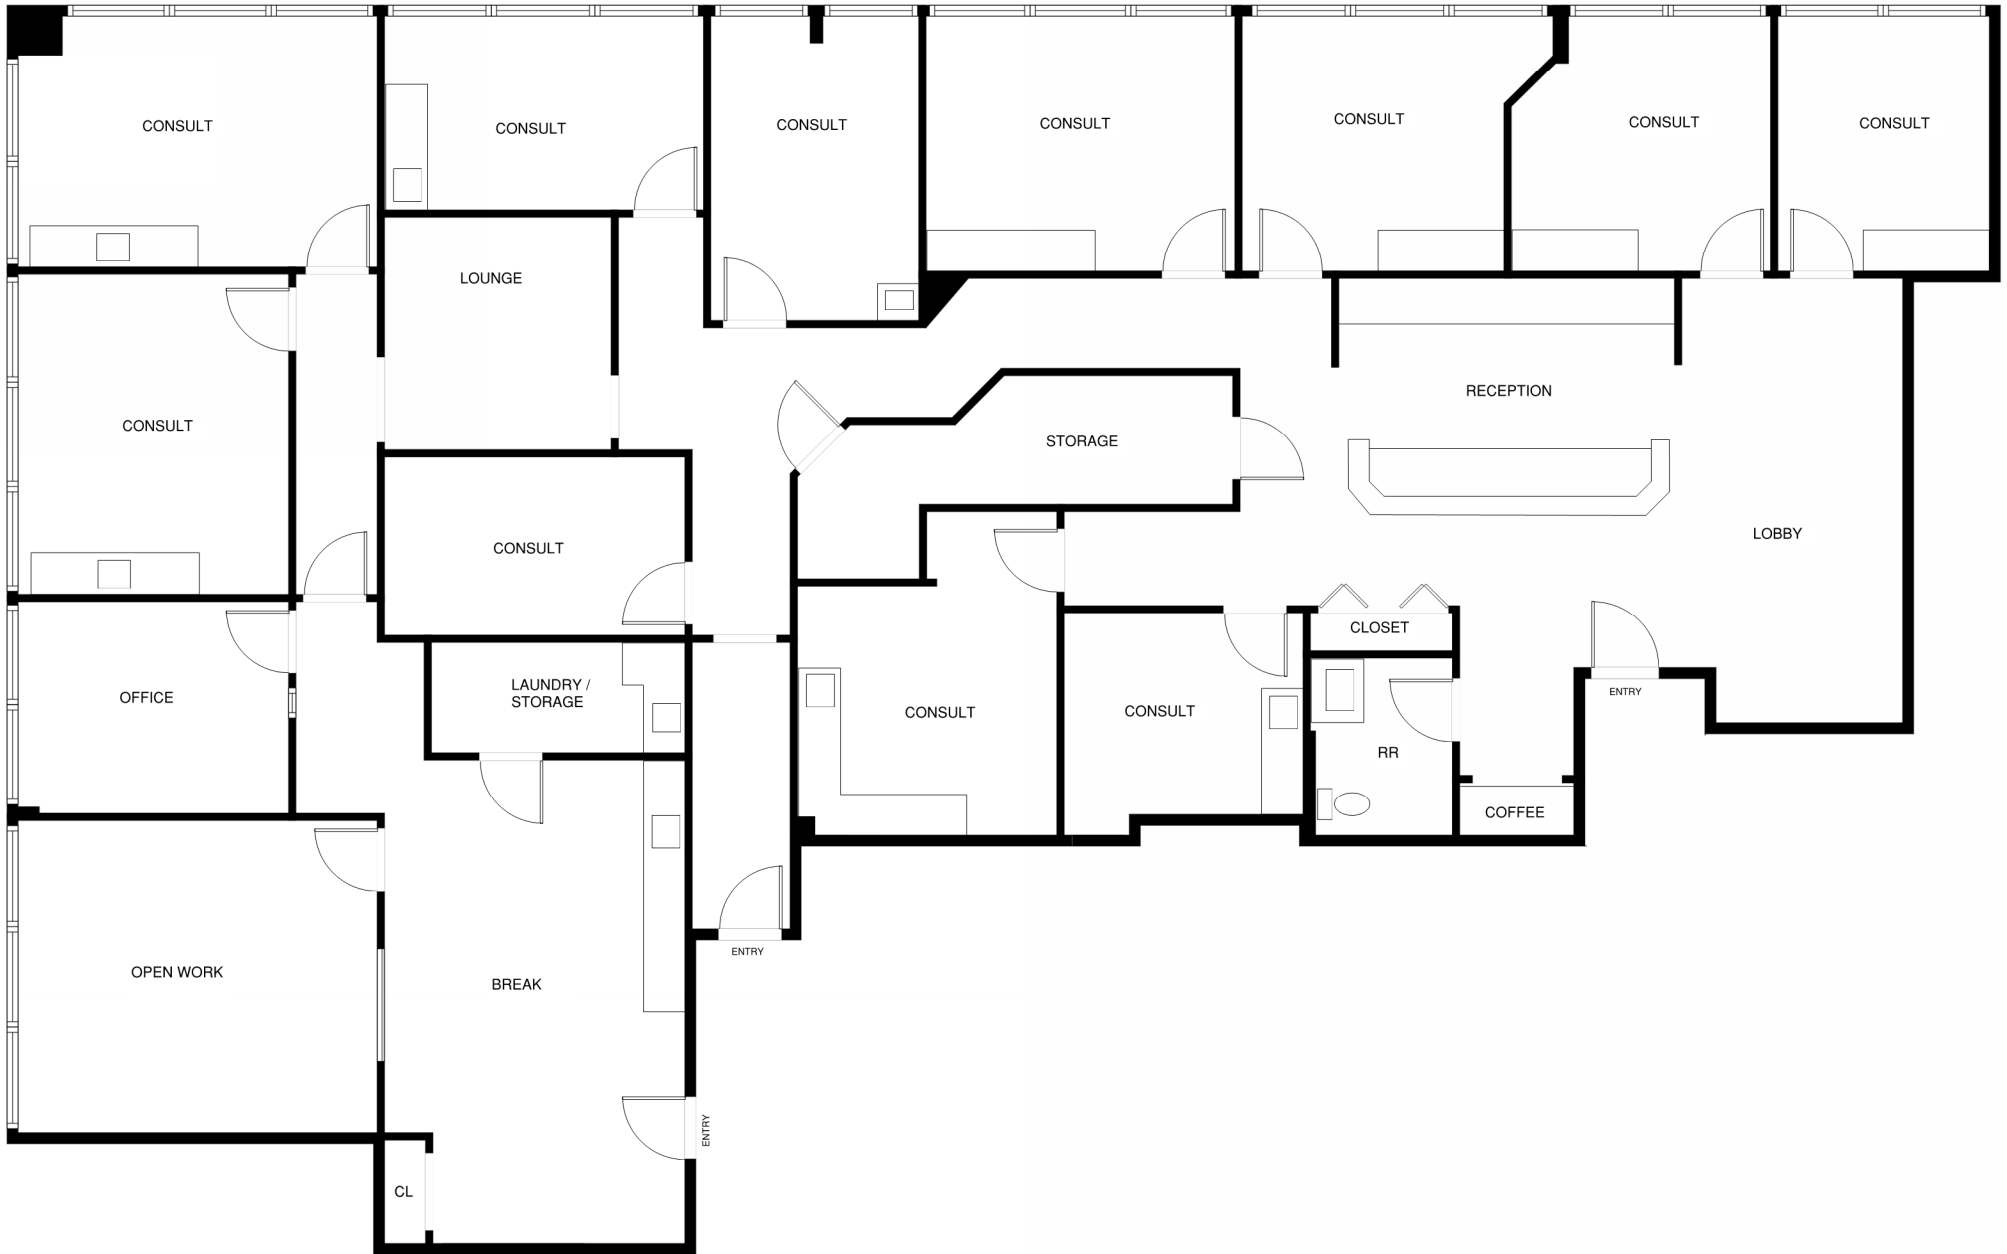 CONSULT
CONSULT
CONSULT
CONSULT
CONSULT
CONSULT
CONSULT
LOUNGE
RECEPTION
CONSULT
STORAGE
LOBBY
CONSULT
CLOSET
LAUNDRY /
STORAGE
OFFICE
ENTRY
CONSULT
CONSULT
RR
COFFEE
ENTRY
OPEN WORK
BREAK
ENTRY
CL